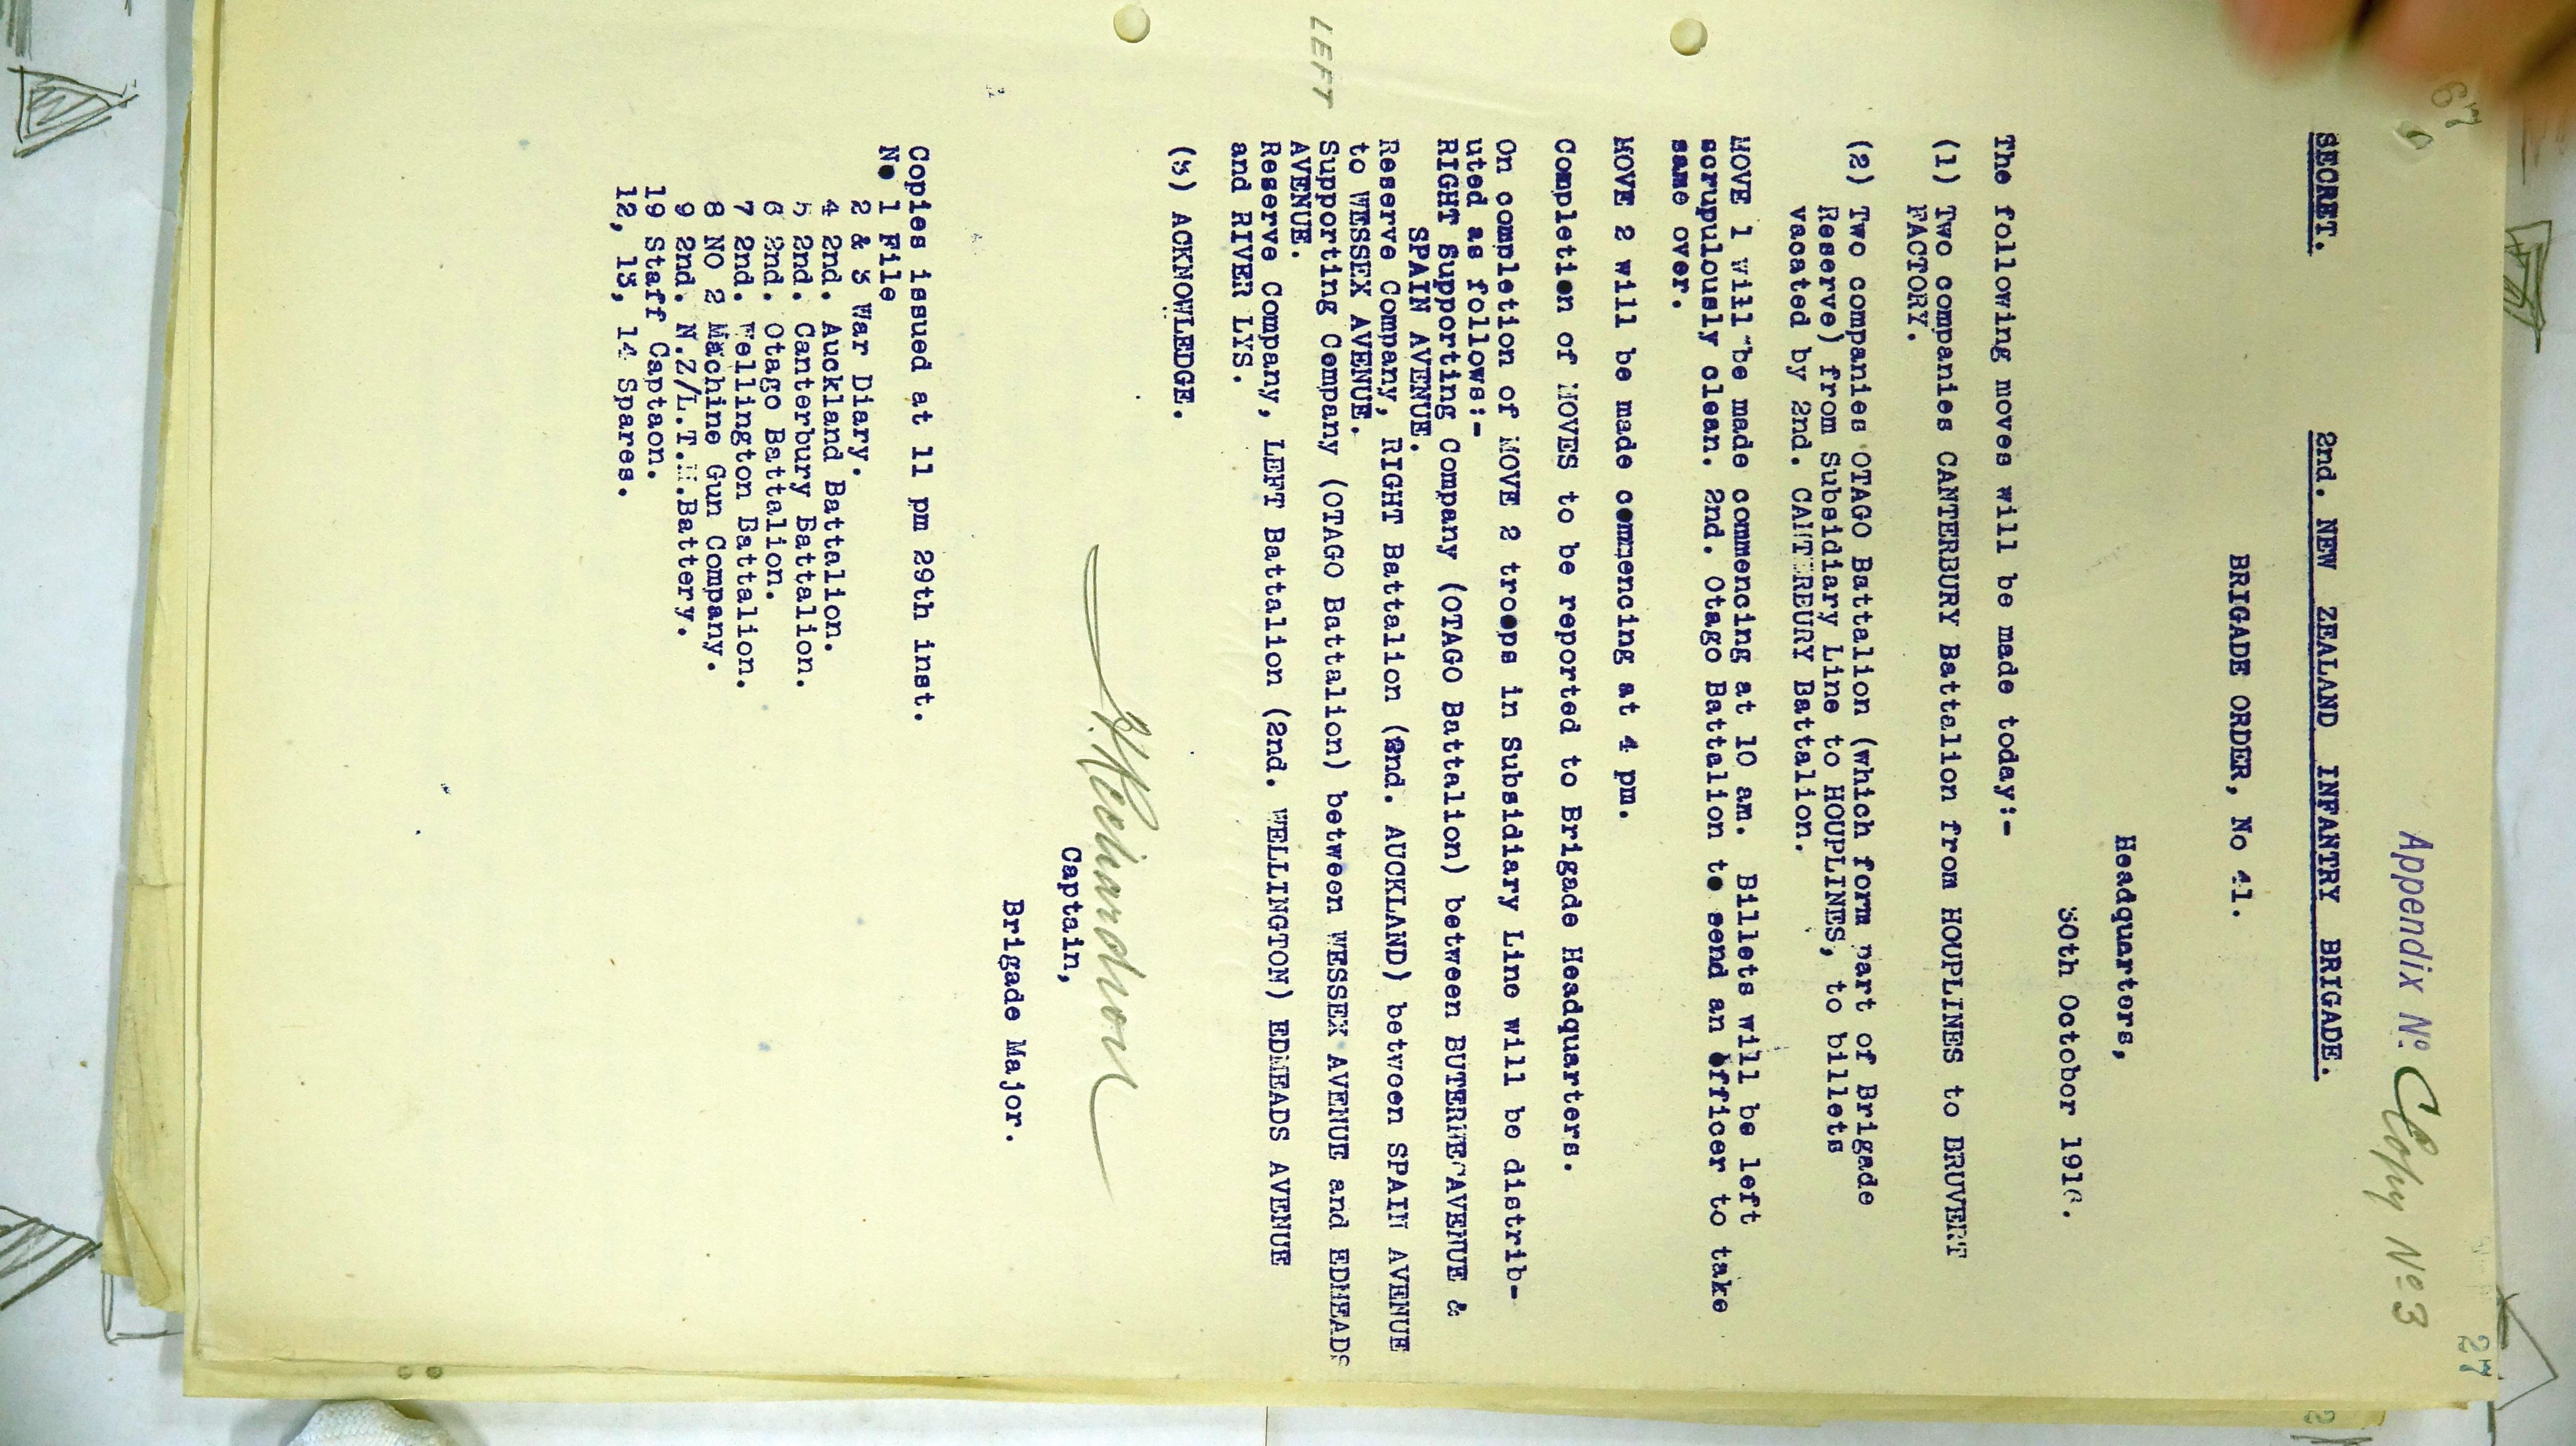 67
27
Appendix Nº Copy Nº 3
SECRET. 2nd. NEW ZEALAND INFANTRY BRIGADE.
BRIGADE ORDER, No 41.
Headquarters,
30th October 1916.
The following moves will be made today:-
(1) Two companies CANTERBURY Battalion from HOUPLINES to BRUVERT
FACTORY.
(2) Two companies OTAGO Battalion (which form part of Brigade
Reserve) from Subsidiary Line to HOUPLINES, to billets
vacated by 2nd. CANTERBURY Battalion.
MOVE 1 will be made commencing at 10 am. Billets will be left
scrupulously clean. 2nd. Otago Battalion to send an officer to take
same over.
MOVE 2 will be made commencing at 4 pm.
Completion of MOVES to be reported to Brigade Headquarters.
On completion of MOVE 2 troops in Subsidiary Line will be distrib-
uted as follows:-
RIGHT Supporting Company (OTAGO Battalion) between BUTERNE AVENUE &
SPAIN AVENUE.
Reserve Company, RIGHT Battalion (2nd. AUCKLAND) between SPAIN AVENUE
to WESSEX AVENUE.
LEFT Supporting Company (OTAGO Battalion) between WESSEX AVENUE and EDMEADS
AVENUE.
Reserve Company, LEFT Battalion (2nd. WELLINGTON) EDMEADS AVENUE
and RIVER LYS.
(3) ACKNOWLEDGE.
Richardson
Captain,
Brigade Major.
Copies issued at 11 pm 29th inst.
No 1 File
2 & 3 War Diary.
4 2nd. Auckland Battalion.
5 2nd. Canterbury Battalion.
6 2nd. Otago Battalion.
7 2nd. Wellington Battalion.
8 NO 2 Machine Gun Company.
9 2nd. N.Z/L.T.M.Battery.
19 Staff Captaon.
12, 13, 14 Spares.